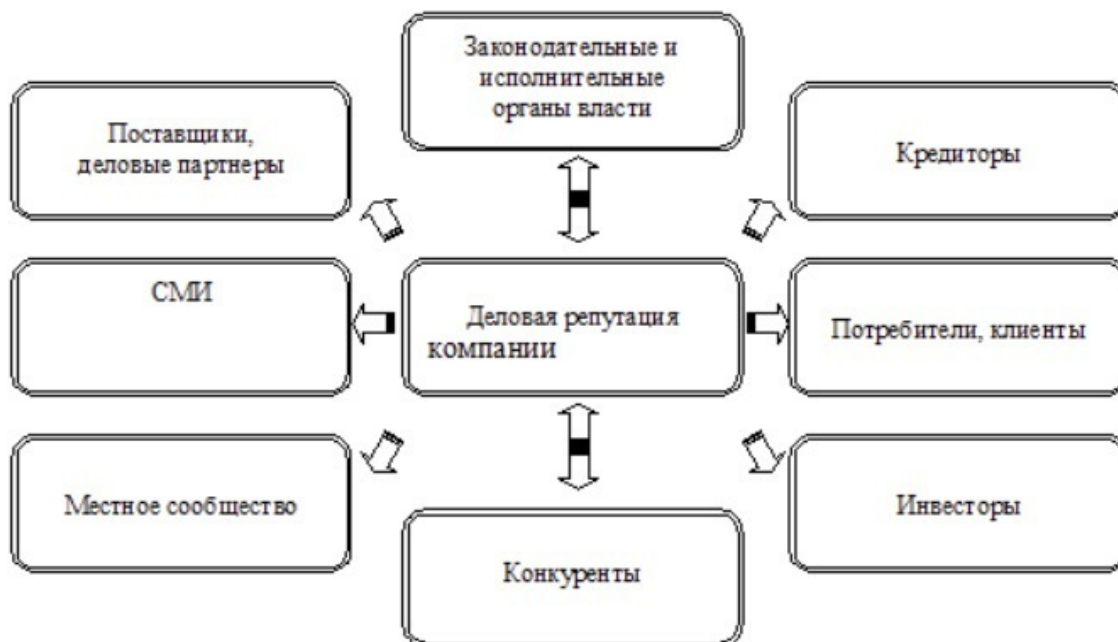 Законодательные и
исполнительные
органы власти
Поставщики,
деловые партнеры
Кредиторы
СМИ
Деловая репутация
компании
Потребители, клиенты
Местное сообщество
Конкуренты
Инвесторы